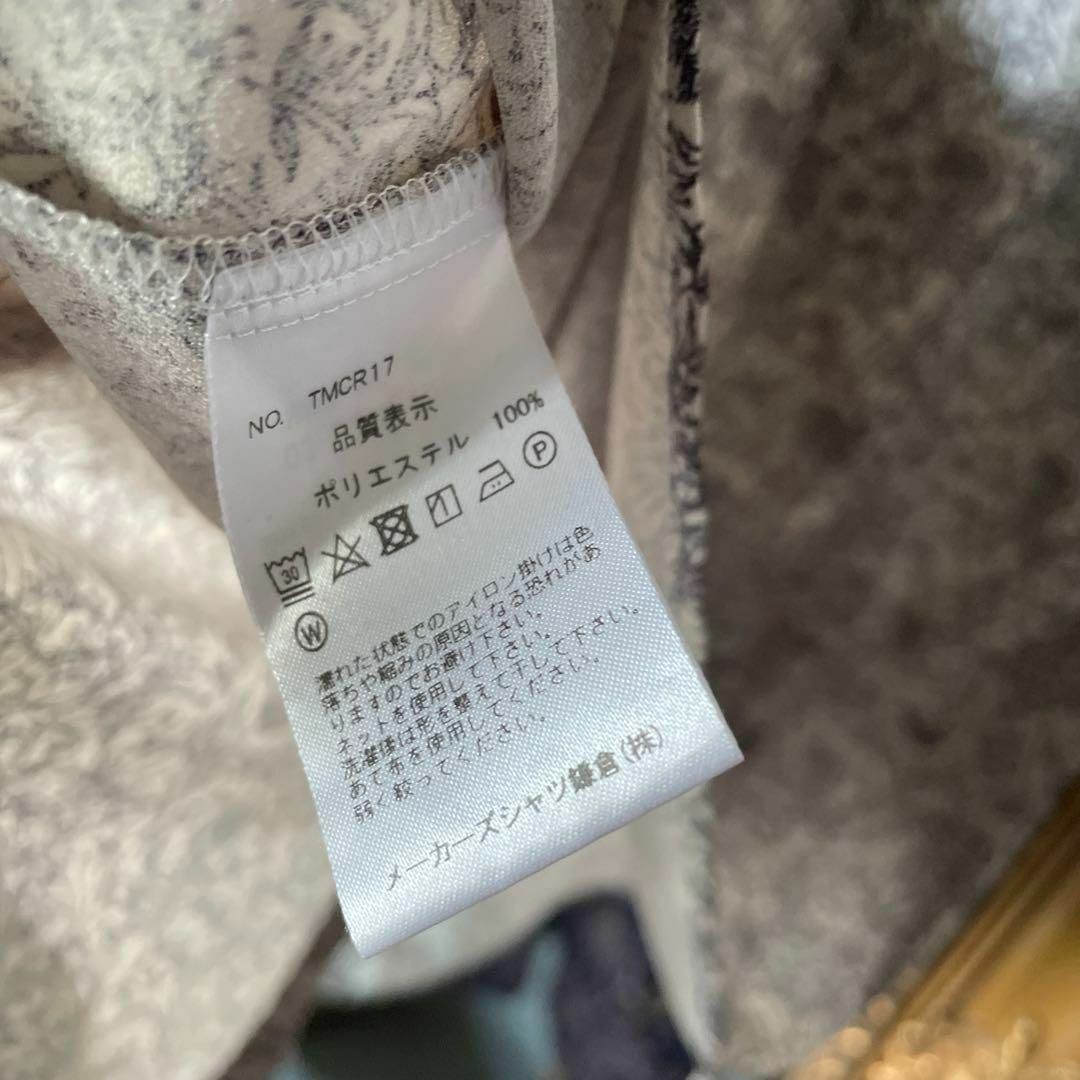 NO. TMCR17
品質表示
ポリエステル 100%
30
P
W
濡れた状態でのアイロン掛けは色
落ちや縮みの原因となる恐れがあ
りますのでお避け下さい。
ネットを使用して下さい。
洗濯後は形を整えて干して下さい。
あて布を使用してください。
弱く絞ってください。
メーカーズシャツ鎌倉(株)